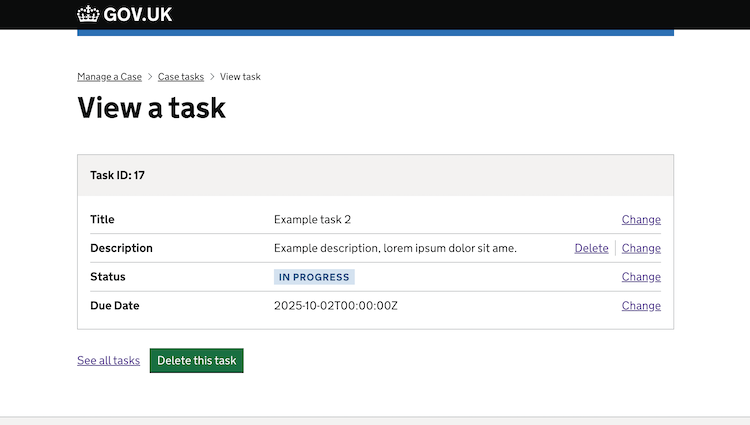 GOV.UK
Manage a Case > Case tasks > View task
View a task
Task ID: 17
Title Example task 2 Change
Description Example description, lorem ipsum dolor sit ame. Delete Change
Status IN PROGRESS Change
Due Date 2025-10-02T00:00:00Z Change
See all tasks Delete this task